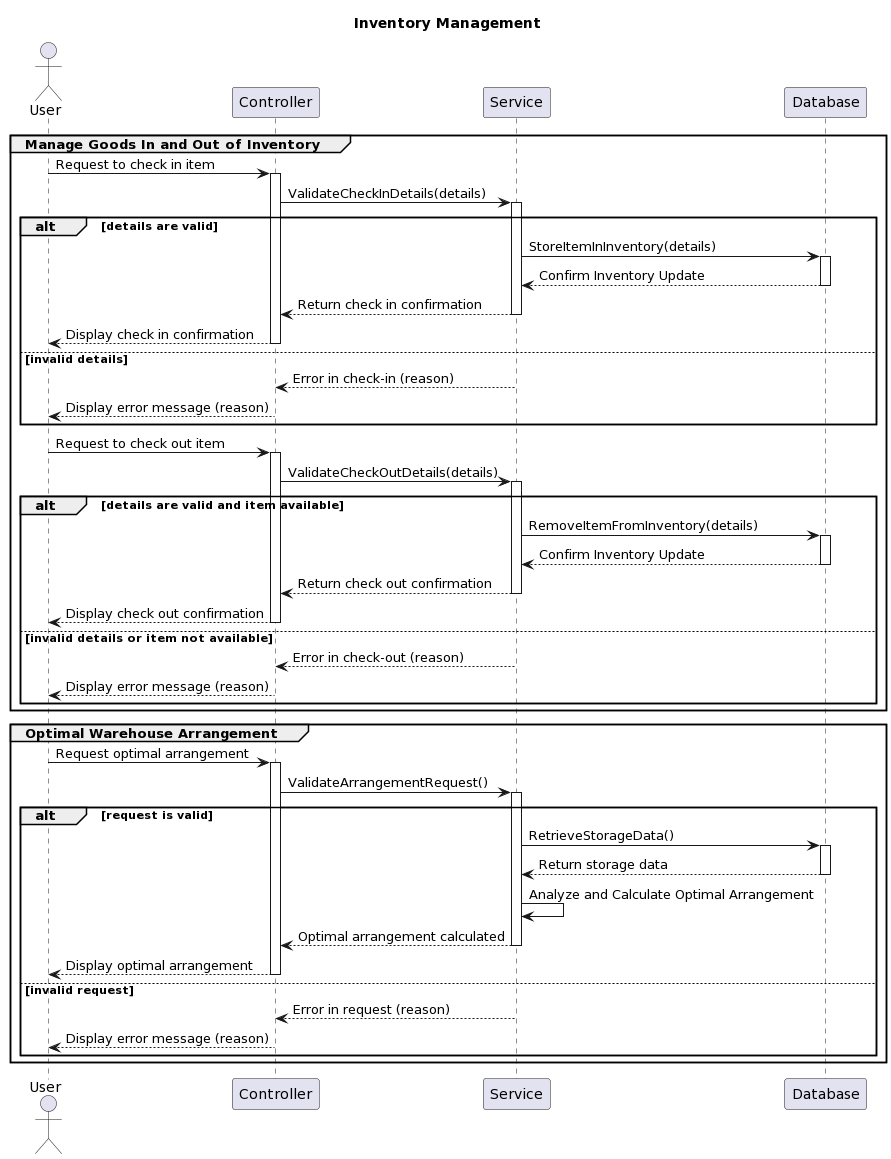 Inventory Management
User
Controller
Service
Database
Manage Goods In and Out of Inventory
Request to check in item
ValidateCheckInDetails(details)
alt
[details are valid]
StoreItemInInventory(details)
Confirm Inventory Update
Return check in confirmation
Display check in confirmation
[invalid details]
Error in check-in (reason)
Display error message (reason)
Request to check out item
ValidateCheckOutDetails(details)
alt
[details are valid and item available]
RemoveItemFromInventory(details)
Confirm Inventory Update
Return check out confirmation
Display check out confirmation
[invalid details or item not available]
Error in check-out (reason)
Display error message (reason)
Optimal Warehouse Arrangement
Request optimal arrangement
ValidateArrangementRequest()
alt
[request is valid]
RetrieveStorageData()
Return storage data
Analyze and Calculate Optimal Arrangement
Optimal arrangement calculated
Display optimal arrangement
[invalid request]
Error in request (reason)
Display error message (reason)
User
Controller
Service
Database